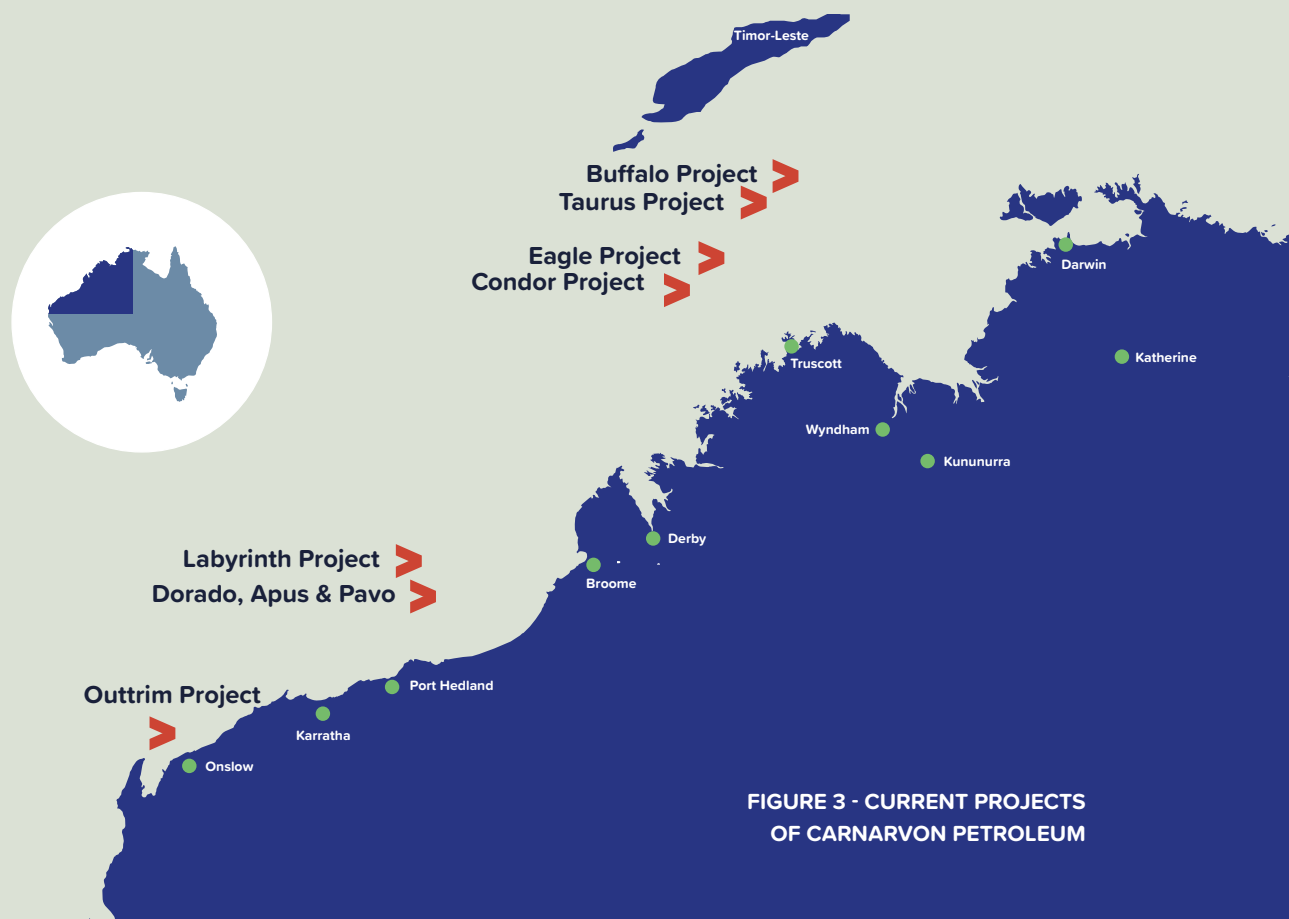 Timor-Leste
Buffalo Project
Taurus Project
Eagle Project
Condor Project
Darwin
Truscott
Katherine
Wyndham
Kununurra
Derby
Labyrinth Project
Broome
Dorado, Apus & Pavo
Outtrim Project
Port Hedland
Karratha
Onslow
FIGURE 3 - CURRENT PROJECTS
OF CARNARVON PETROLEUM